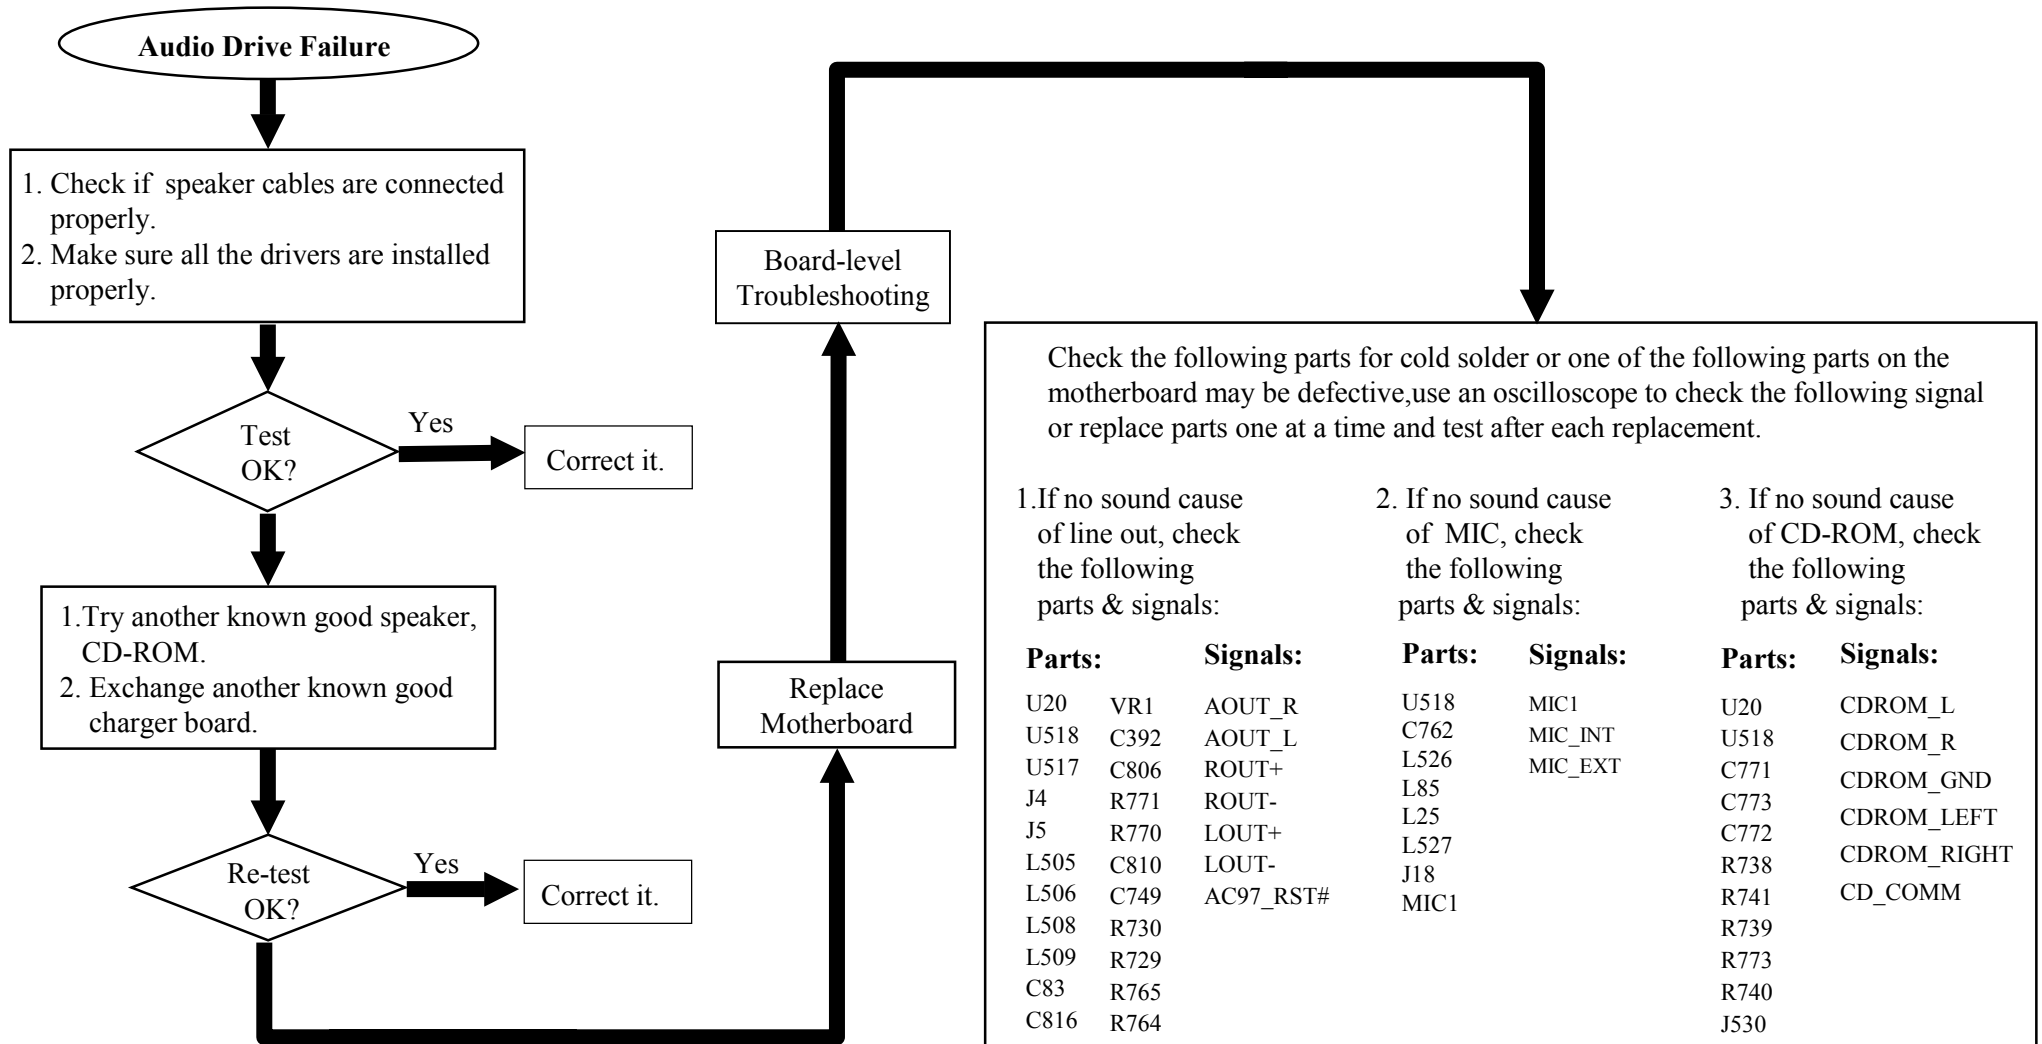 Audio Drive Failure
1. Check if speaker cables are connected
properly.
2. Make sure all the drivers are installed
properly.
Test
OK?
Yes
Correct it.
1.Try another known good speaker,
CD-ROM.
2. Exchange another known good
charger board.
Re-test
OK?
Yes
Correct it.
Replace
Motherboard
Board-level
Troubleshooting
Check the following parts for cold solder or one of the following parts on the
motherboard may be defective,use an oscilloscope to check the following signal
or replace parts one at a time and test after each replacement.
1.If no sound cause
of line out, check
the following
parts & signals:
Parts:
U20
U518
U517
J4
J5
L505
L506
L508
L509
C83
C816
VR1
C392
C806
R771
R770
C810
C749
R730
R729
R765
R764
Signals:
AOUT_R
AOUT_L
ROUT+
ROUT-
LOUT+
LOUT-
AC97_RST#
2. If no sound cause
of MIC, check
the following
parts & signals:
Parts:
U518
C762
L526
L85
L25
L527
J18
MIC1
Signals:
MIC1
MIC_INT
MIC_EXT
3. If no sound cause
of CD-ROM, check
the following
parts & signals:
Parts:
U20
U518
C771
C773
C772
R738
R741
R739
R773
R740
J530
Signals:
CDROM_L
CDROM_R
CDROM_GND
CDROM_LEFT
CDROM_RIGHT
CD_COMM